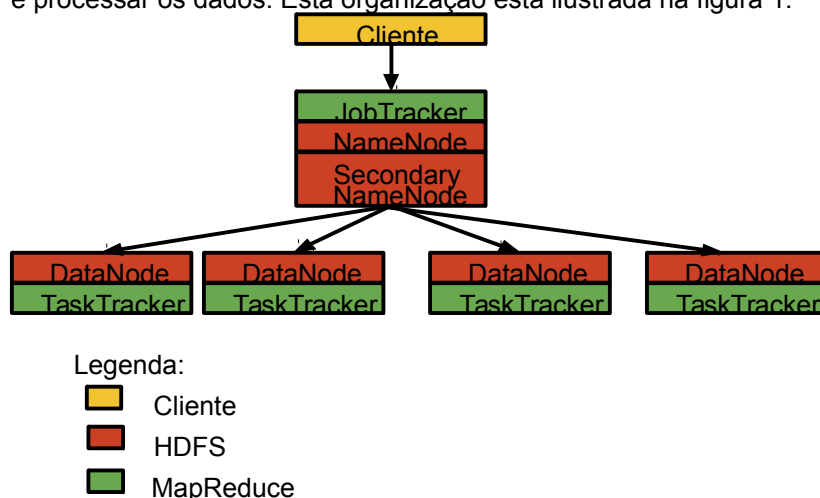 e processar os dados. Esta organização está ilustrada na figura 1.
Cliente
JobTracker
NameNode
Secondary
NameNode
DataNode DataNode DataNode DataNode
TaskTracker TaskTracker TaskTracker TaskTracker
Legenda:
Cliente
HDFS
MapReduce